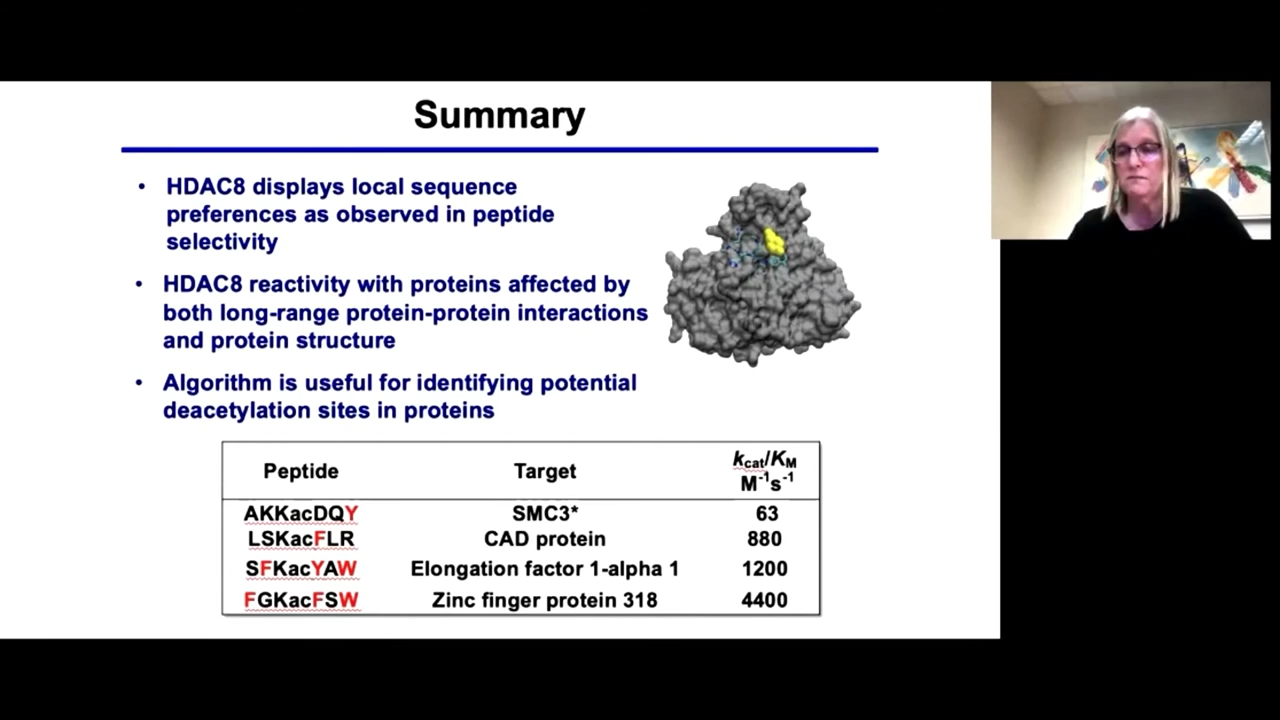 Summary
• HDAC8 displays local sequence
preferences as observed in peptide
selectivity
• HDAC8 reactivity with proteins affected by
both long-range protein-protein interactions
and protein structure
• Algorithm is useful for identifying potential
deacetylation sites in proteins
Peptide Target kcat/KM M⁻¹s⁻¹
AKKacDQY SMC3* 63
LSKacFLR CAD protein 880
SFKacYAW Elongation factor 1-alpha 1 1200
FGKacFSW Zinc finger protein 318 4400